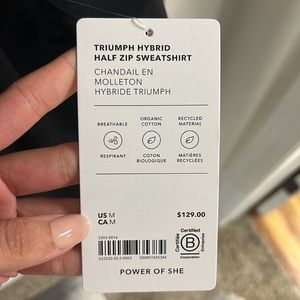 TRIUMPH HYBRID
HALF ZIP SWEATSHIRT
CHANDAIL EN
MOLLETON
HYBRIDE TRIUMPH
BREATHABLE
ORGANIC
COTTON
RECYCLED
MATERIAL
RESPIRANT
COTON
BIOLOGIQUE
MATIÈRES
RECYCLÉES
US M
CA M
$129.00
Certified
B
Corporation
POWER OF SHE